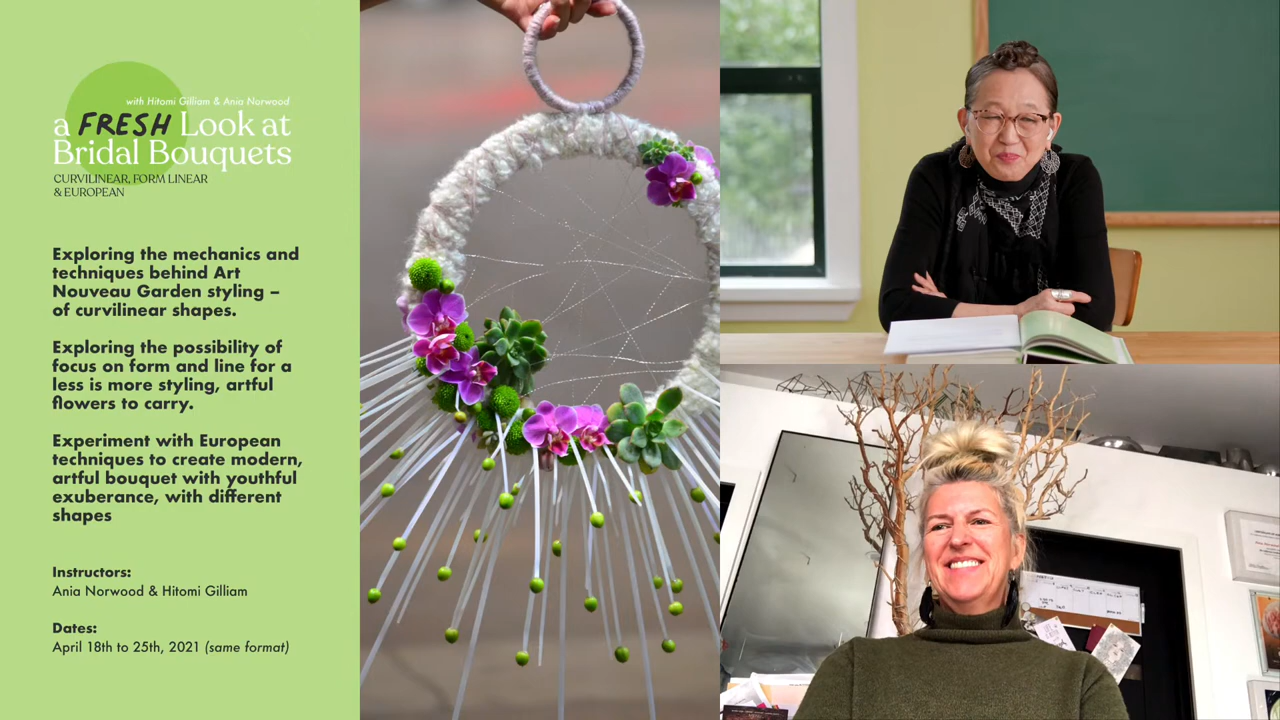 with Hitomi Gilliam & Ania Norwood
a FRESH Look at
Bridal Bouquets
CURVILINEAR, FORM LINEAR
& EUROPEAN
Exploring the mechanics and
techniques behind Art
Nouveau Garden styling –
of curvilinear shapes.
Exploring the possibility of
focus on form and line for a
less is more styling, artful
flowers to carry.
Experiment with European
techniques to create modern,
artful bouquet with youthful
exuberance, with different
shapes
Instructors:
Ania Norwood & Hitomi Gilliam
Dates:
April 18th to 25th, 2021 (same format)